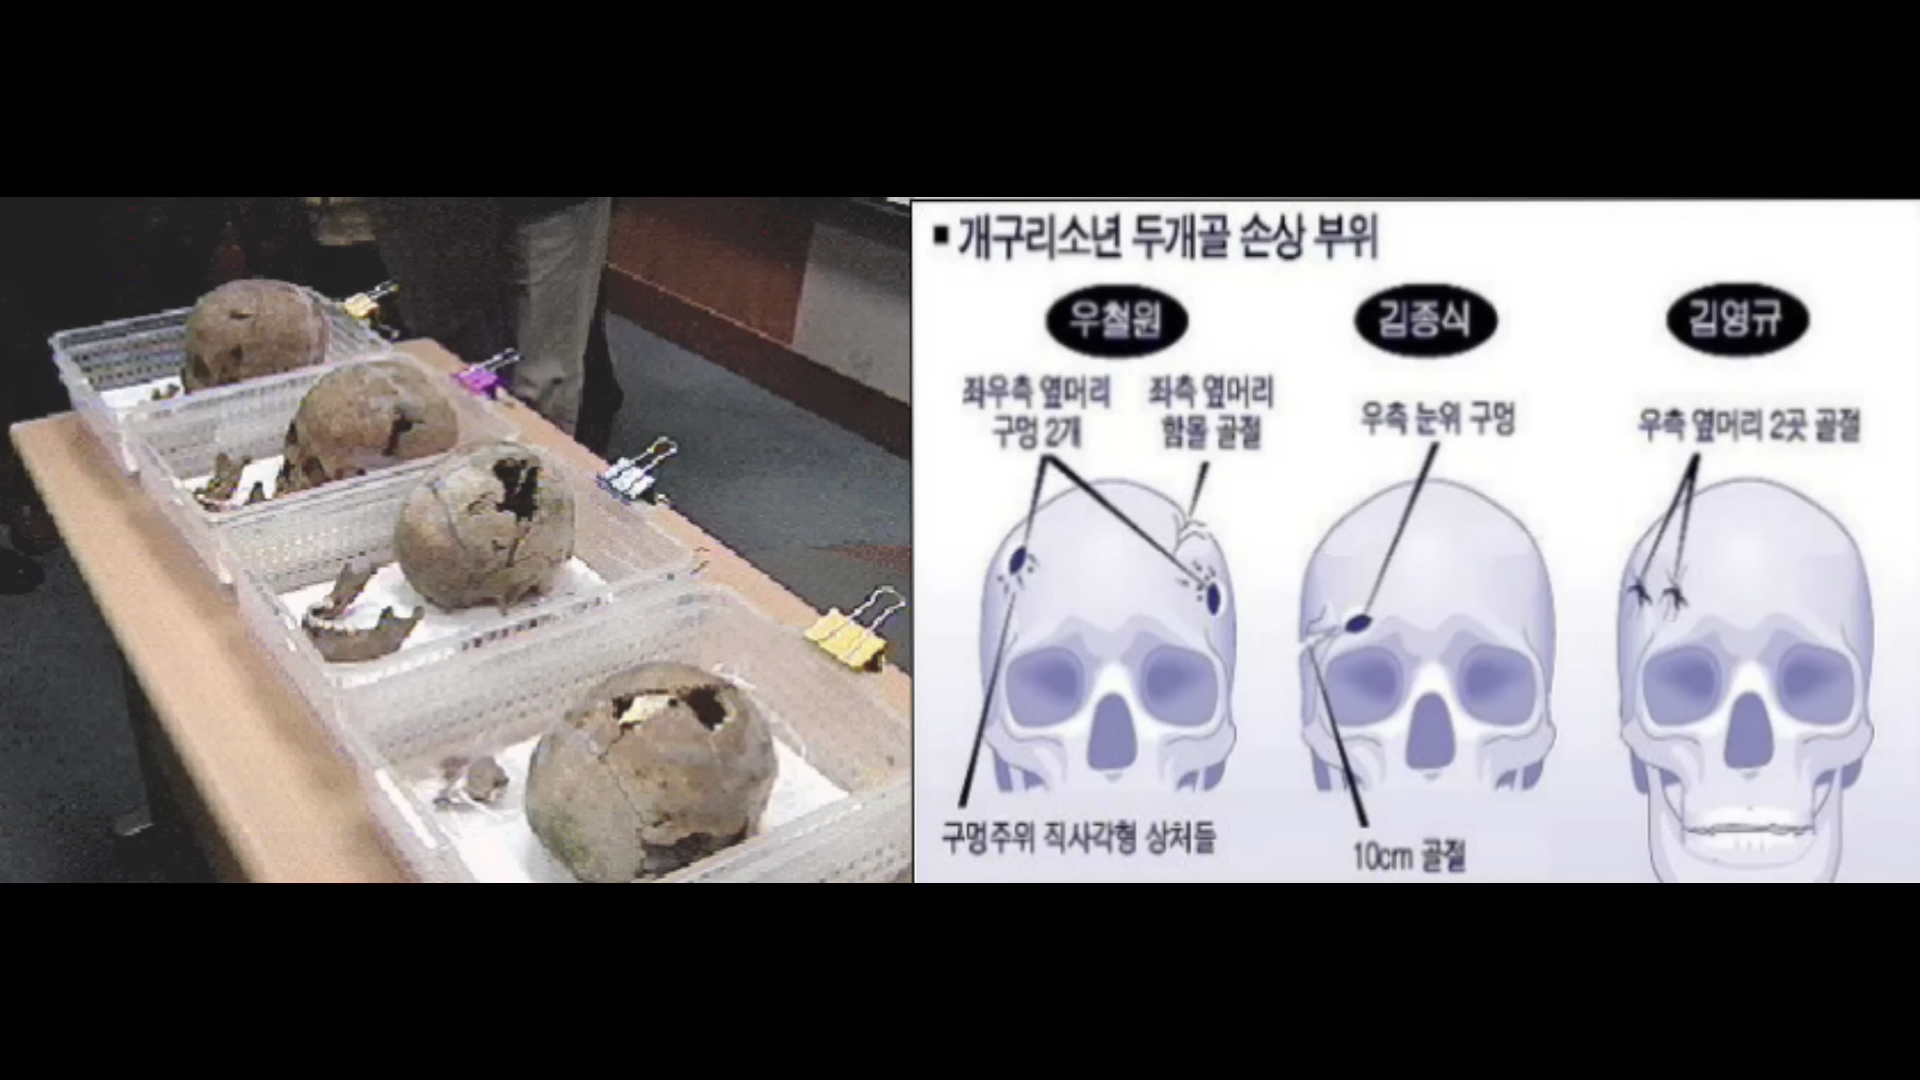 ▪ 개구리소년 두개골 손상 부위
우철원
김종식
김영규
좌우측 옆머리
구멍 2개
좌측 옆머리
함몰 골절
우측 눈위 구멍
우측 옆머리 2곳 골절
구멍주위 직사각형 상처들
10cm 골절